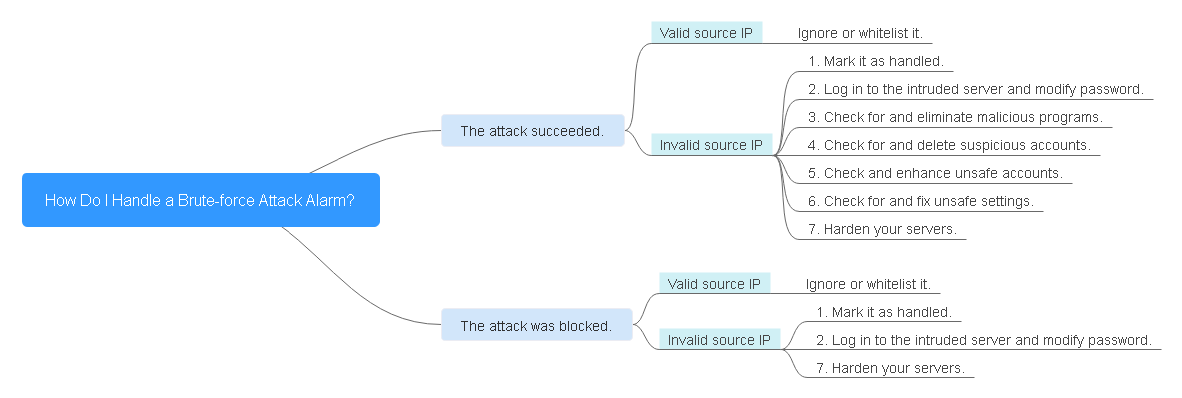 How Do I Handle a Brute-force Attack Alarm?
The attack succeeded.
Valid source IP
Ignore or whitelist it.
Invalid source IP
1. Mark it as handled.
2. Log in to the intruded server and modify password.
3. Check for and eliminate malicious programs.
4. Check for and delete suspicious accounts.
5. Check and enhance unsafe accounts.
6. Check for and fix unsafe settings.
7. Harden your servers.
The attack was blocked.
Valid source IP
Ignore or whitelist it.
Invalid source IP
1. Mark it as handled.
2. Log in to the intruded server and modify password.
7. Harden your servers.